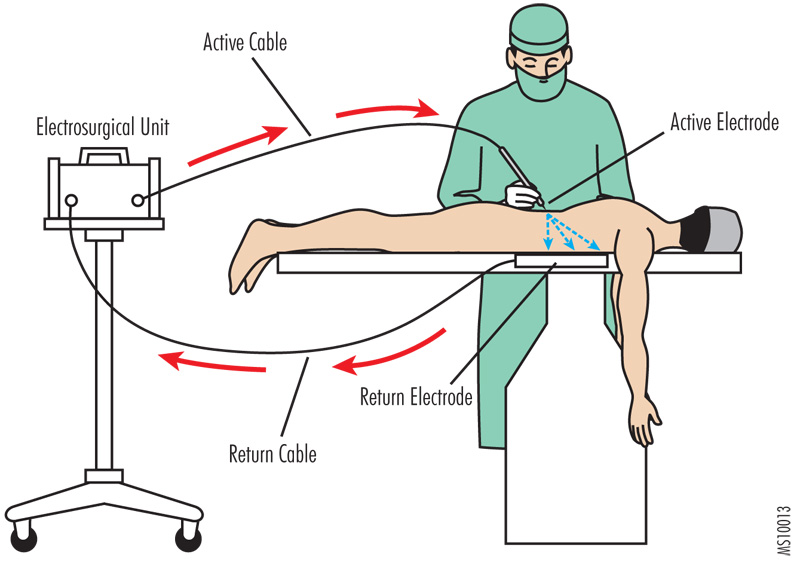 Active Cable
Electrosurgical Unit
Active Electrode
Return Electrode
Return Cable
MS10013